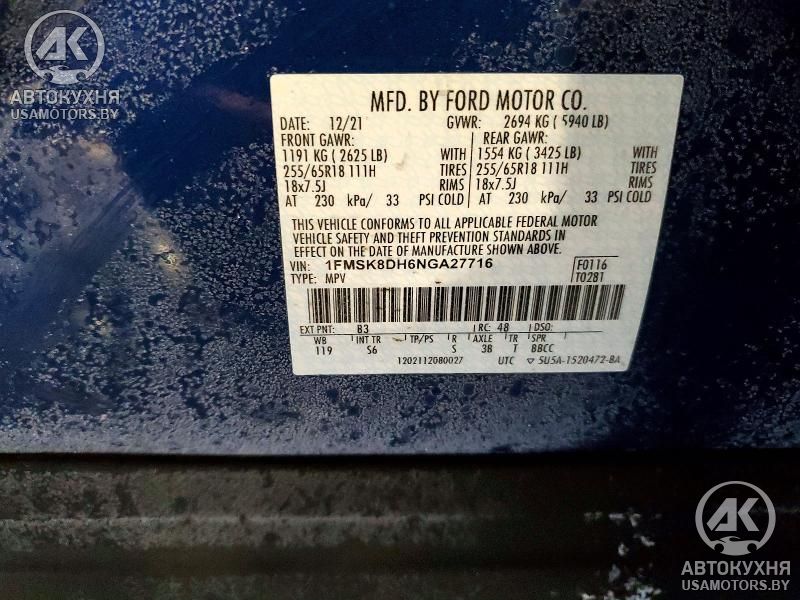 AK
АВТОКУХНЯ
USAMOTORS.BY
MFD. BY FORD MOTOR CO.
DATE: 12/21 GVWR: 2694 KG ( 5940 LB)
FRONT GAWR: REAR GAWR:
1191 KG ( 2625 LB) WITH 1554 KG ( 3425 LB) WITH
255/65R18 111H TIRES 255/65R18 111H TIRES
18x7.5J RIMS 18x7.5J RIMS
AT 230 kPa/ 33 PSI COLD AT 230 kPa/ 33 PSI COLD
THIS VEHICLE CONFORMS TO ALL APPLICABLE FEDERAL MOTOR
VEHICLE SAFETY AND THEFT PREVENTION STANDARDS IN
EFFECT ON THE DATE OF MANUFACTURE SHOWN ABOVE.
VIN: 1FMSK8DH6NGA27716 F0116
TYPE: MPV T0281
EXT PNT: B3 RC: 48 DSO:
WB INT TR TP/PS R AXLE TR SPR
119 S6 S 3B T BBCC
1202112080027 UTC ▽ 5U5A-1520472-BA
AK
АВТОКУХНЯ
USAMOTORS.BY